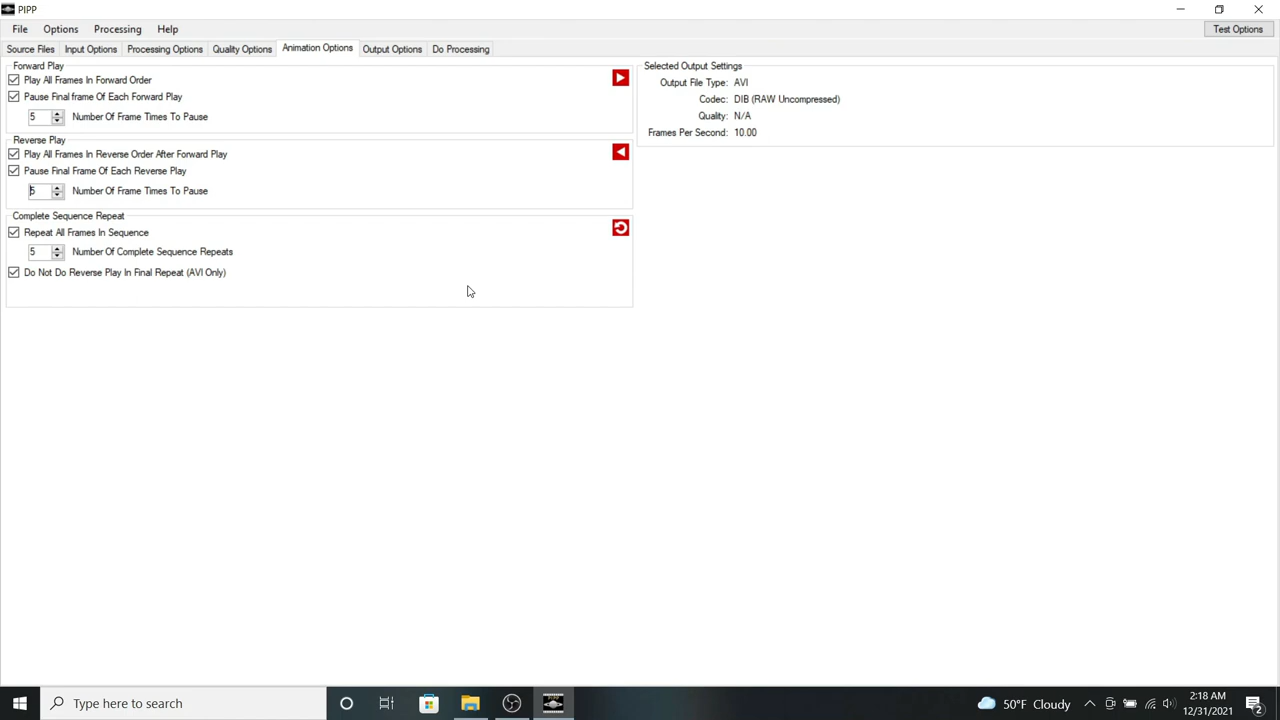 PIPP
File Options Processing Help
Test Options
Source Files Input Options Processing Options Quality Options Animation Options Output Options Do Processing
Forward Play
Play All Frames In Forward Order
Pause Final frame Of Each Forward Play
5 Number Of Frame Times To Pause
Reverse Play
Play All Frames In Reverse Order After Forward Play
Pause Final Frame Of Each Reverse Play
5 Number Of Frame Times To Pause
Complete Sequence Repeat
Repeat All Frames In Sequence
5 Number Of Complete Sequence Repeats
Do Not Do Reverse Play In Final Repeat (AVI Only)
Selected Output Settings
Output File Type: AVI
Codec: DIB (RAW Uncompressed)
Quality: N/A
Frames Per Second: 10.00
Type here to search
PIPP
50°F Cloudy
2:18 AM
12/31/2021
2